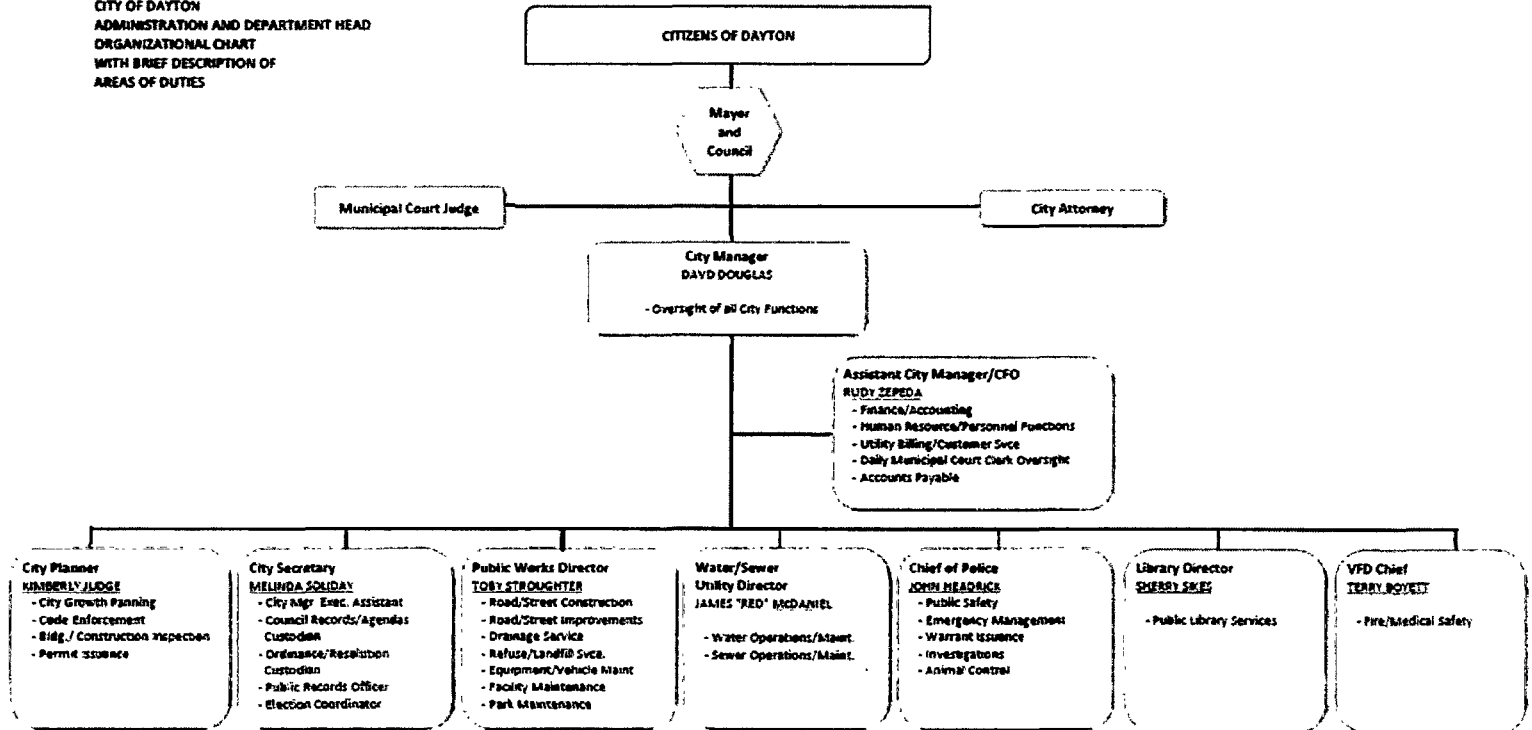 CITY OF DAYTON
ADMINISTRATION AND DEPARTMENT HEAD
ORGANIZATIONAL CHART
WITH BRIEF DESCRIPTION OF
AREAS OF DUTIES
CITIZENS OF DAYTON
Mayer
and
Council
Municipal Court Judge
City Attorney
City Manager
DAVD DOUGLAS
- Oversight of all City Functions
Assistant City Manager/CFO
RUDY ZEPEDA
- Finance/Accounting
- Human Resource/Personnel Functions
- Utility Billing/Customer Svce
- Daily Municipal Court Clerk Oversight
- Accounts Payable
City Planner
KIMBERLY JUDGE
- City Growth Panning
- Code Enforcement
- Bldg./ Construction Inspection
- Permit Issuence
City Secretary
MELINDA SOLIDAY
- City Mgr. Exec. Assistant
- Council Records/Agendas
Custodian
- Ordinance/Resolution
Custodian
- Public Records Officer
- Election Coordinator
Public Works Director
TOBY STROUGHTER
- Road/Street Construction
- Road/Street Improvements
- Drainage Service
- Refuse/Landfill Svce.
- Equipment/Vehicle Maint
- Facility Maintenance
- Park Maintenance
Water/Sewer
Utility Director
JAMES "RED" MCDANIEL
- Water Operations/Maint.
- Sewer Operations/Maint.
Chief of Police
JOHN HEADRICK
- Public Safety
- Emergency Management
- Warrant Issuence
- Investigations
- Animal Control
Library Director
SHERRY SIKES
- Public Library Services
VFD Chief
TERRY BOYETT
- Fire/Medical Safety